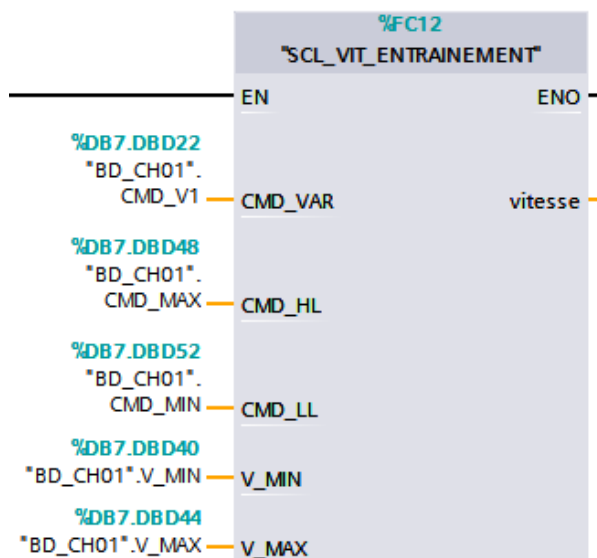 %FC12
"SCL_VIT_ENTRAINEMENT"
EN ENO
%DB7.DBD22
"BD_CH01".
CMD_V1 CMD_VAR vitesse
%DB7.DBD48
"BD_CH01".
CMD_MAX CMD_HL
%DB7.DBD52
"BD_CH01".
CMD_MIN CMD_LL
%DB7.DBD40
"BD_CH01".V_MIN V_MIN
%DB7.DBD44
"BD_CH01".V_MAX V_MAX